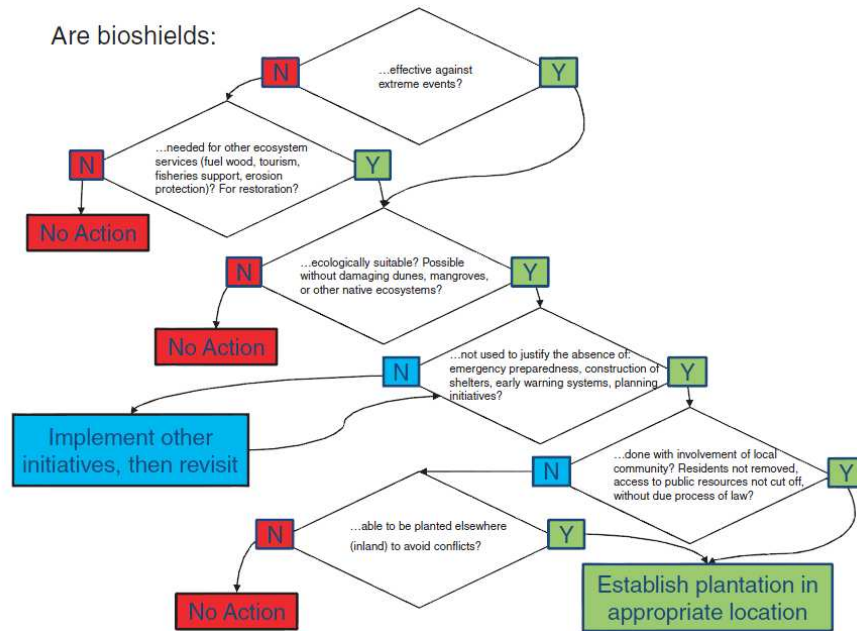 Are bioshields:
N
...effective against
extreme events?
Y
N
...needed for other ecosystem
services (fuel wood, tourism,
fisheries support, erosion
protection)? For restoration?
Y
No Action
N
...ecologically suitable? Possible
without damaging dunes, mangroves,
or other native ecosystems?
Y
No Action
N
...not used to justify the absence of:
emergency preparedness, construction of
shelters, early warning systems, planning
initiatives?
Y
Implement other
initiatives, then revisit
N
...done with involvement of local
community? Residents not removed,
access to public resources not cut off,
without due process of law?
Y
N
...able to be planted elsewhere
(inland) to avoid conflicts?
Y
No Action
Establish plantation in
appropriate location